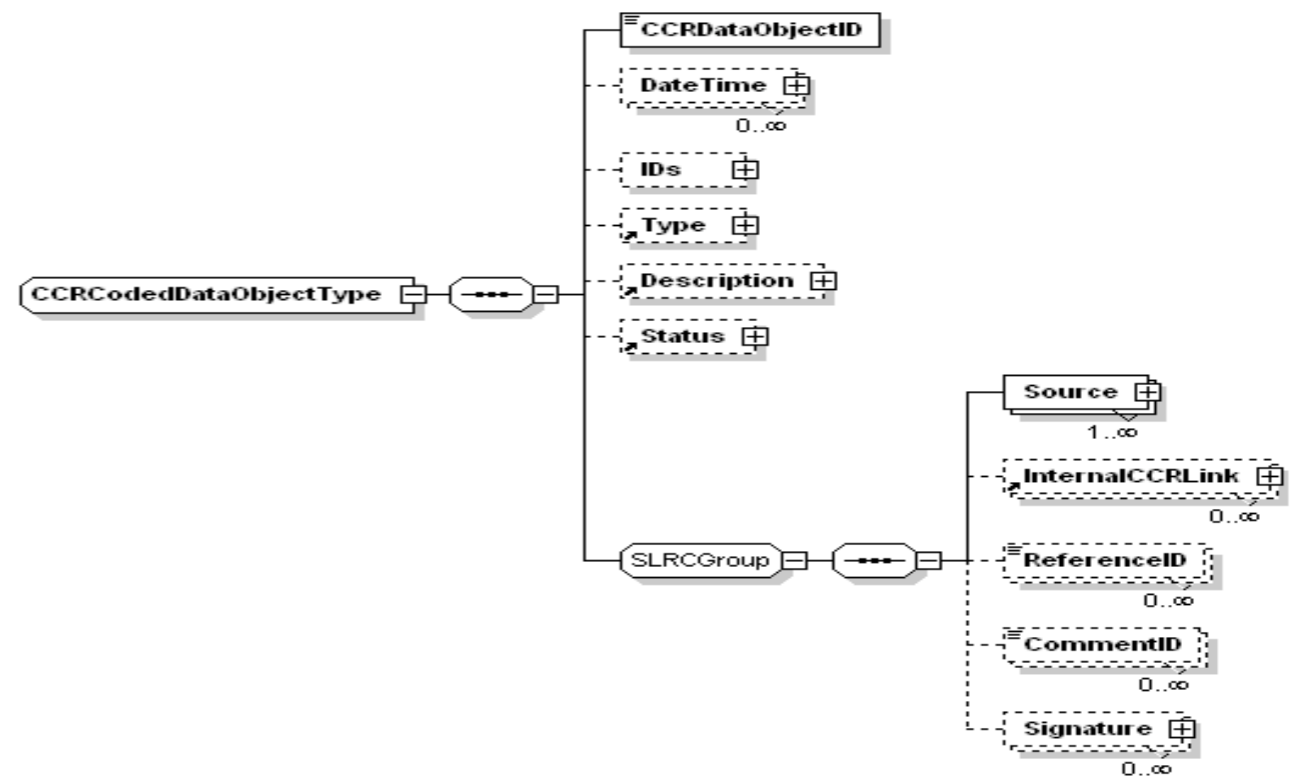 CCRDataObjectID
DateTime
0..∞
IDs
Type
CCRCodedDataObjectType
Description
Status
Source
1..∞
InternalCCRLink
0..∞
SLRCGroup
ReferenceID
0..∞
CommentID
0..∞
Signature
0..∞